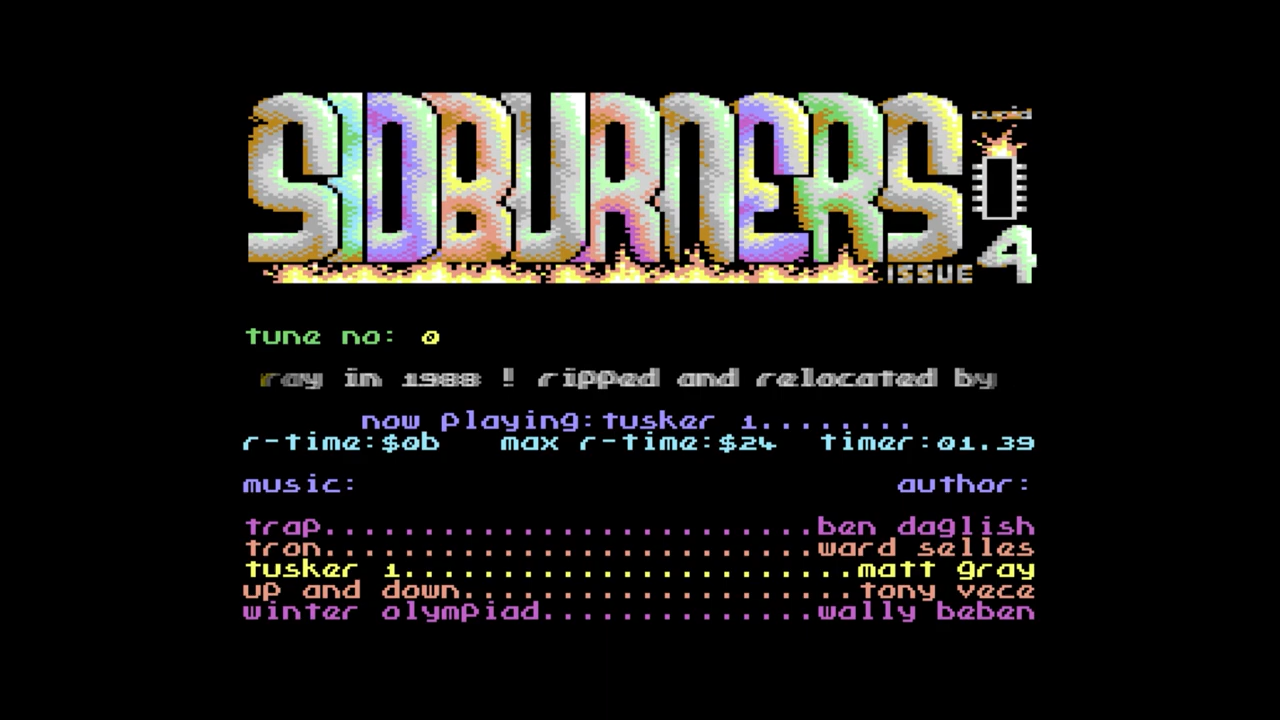 SIDBURNERS
cupid
ISSUE 4
tune no: 0
ray in 1988 ! ripped and relocated by
now playing:tusker 1........
r-time:$0b max r-time:$24 timer:01.39
music: author:
trap.........................ben daglish
tron.........................ward selles
tusker 1.......................matt gray
up and down....................tony vece
winter olympiad..............wally beben